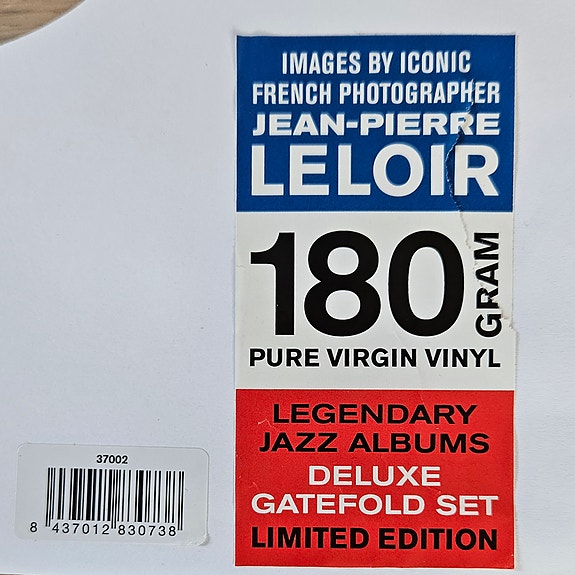 IMAGES BY ICONIC
FRENCH PHOTOGRAPHER
JEAN-PIERRE
LELOIR
180 GRAM
PURE VIRGIN VINYL
LEGENDARY
JAZZ ALBUMS
DELUXE
GATEFOLD SET
LIMITED EDITION
37002
8 437012 830738